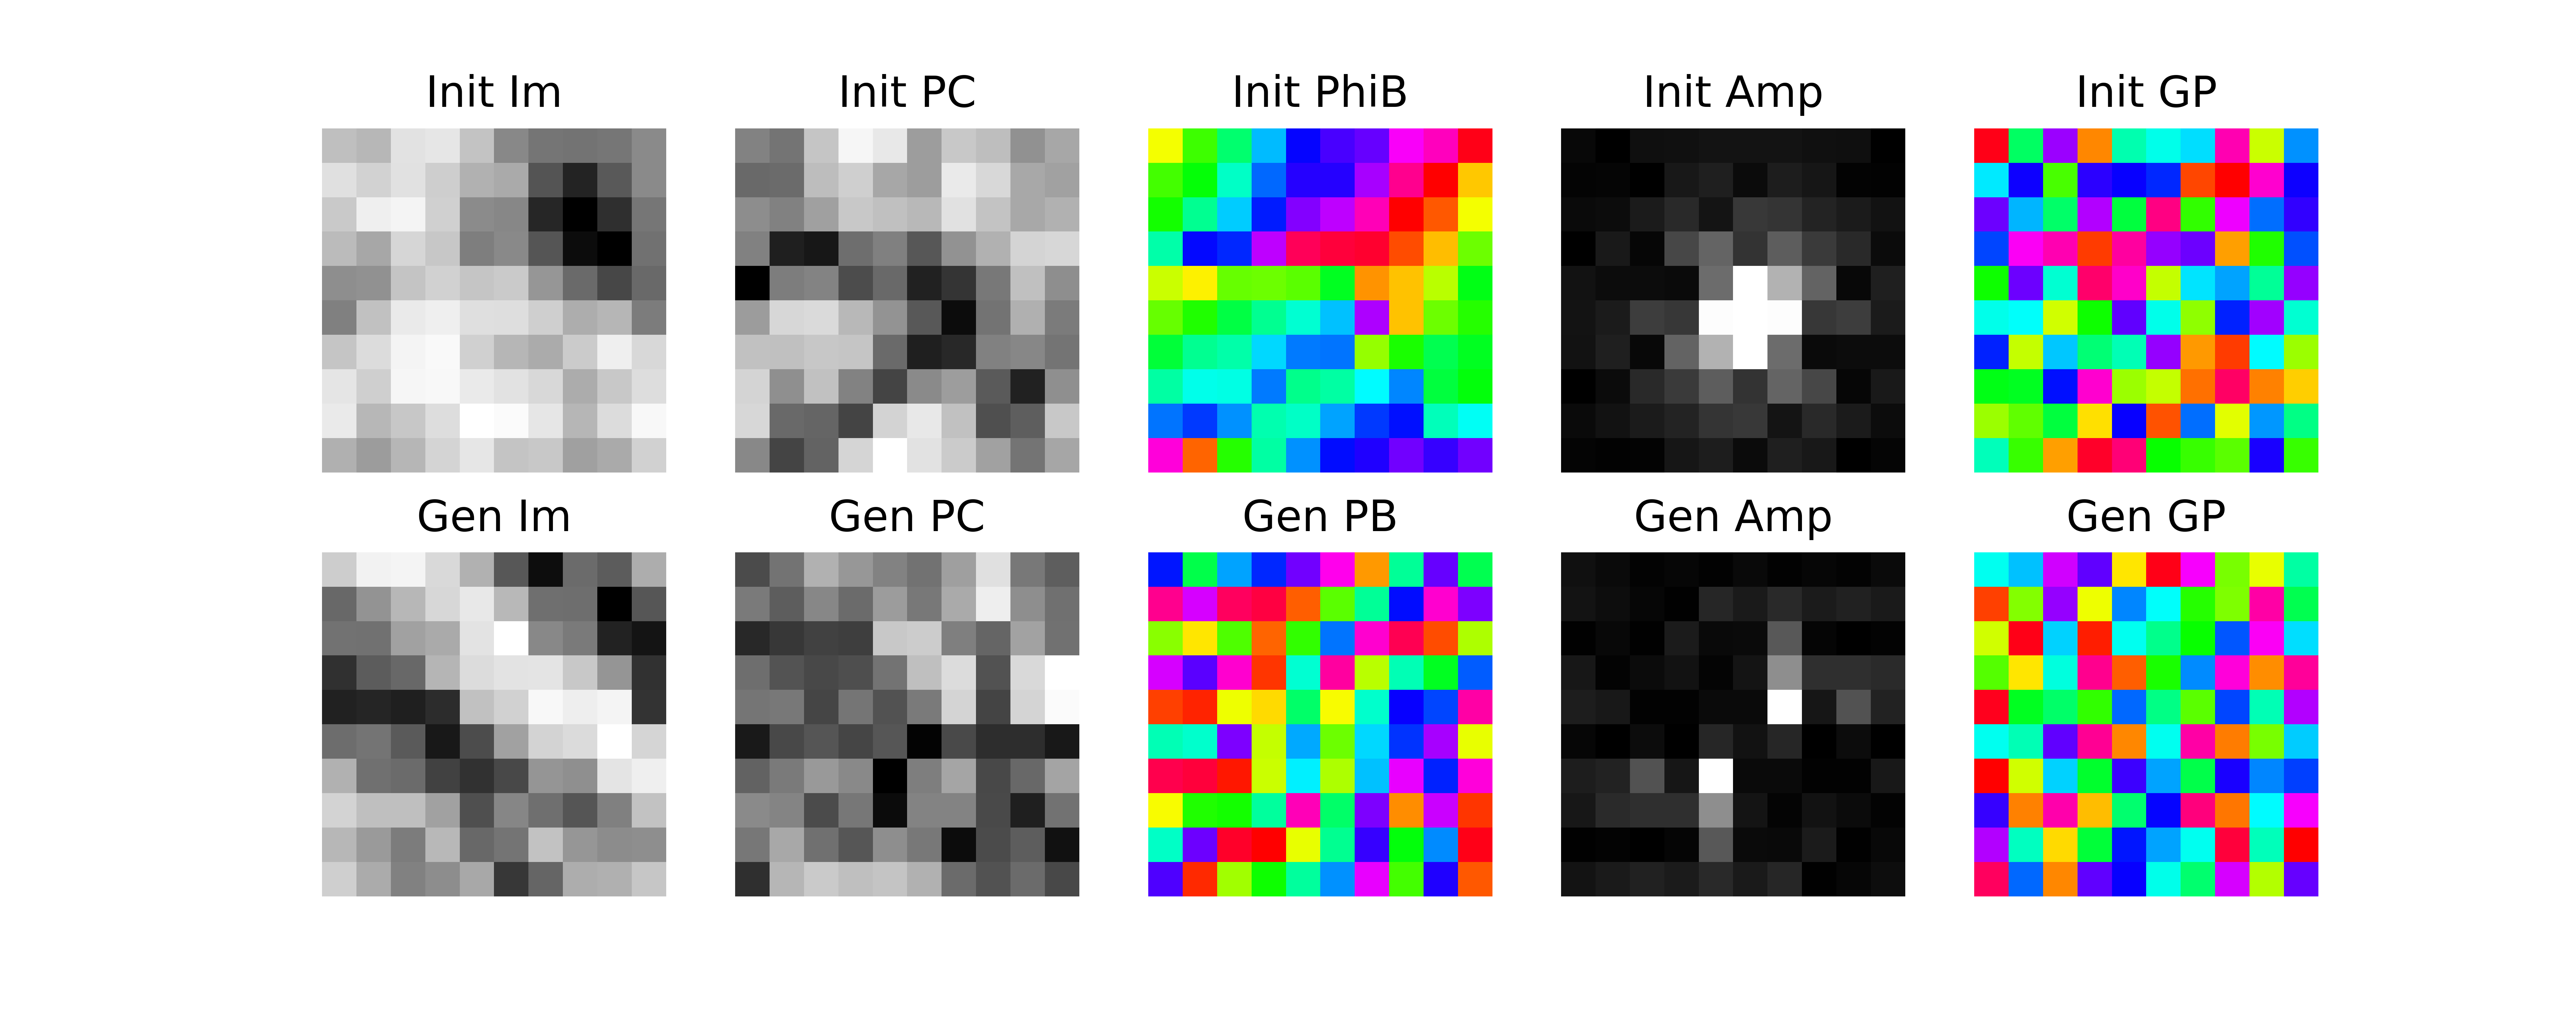 Init Im Init PC Init PhiB Init Amp Init GP
Gen Im Gen PC Gen PB Gen Amp Gen GP